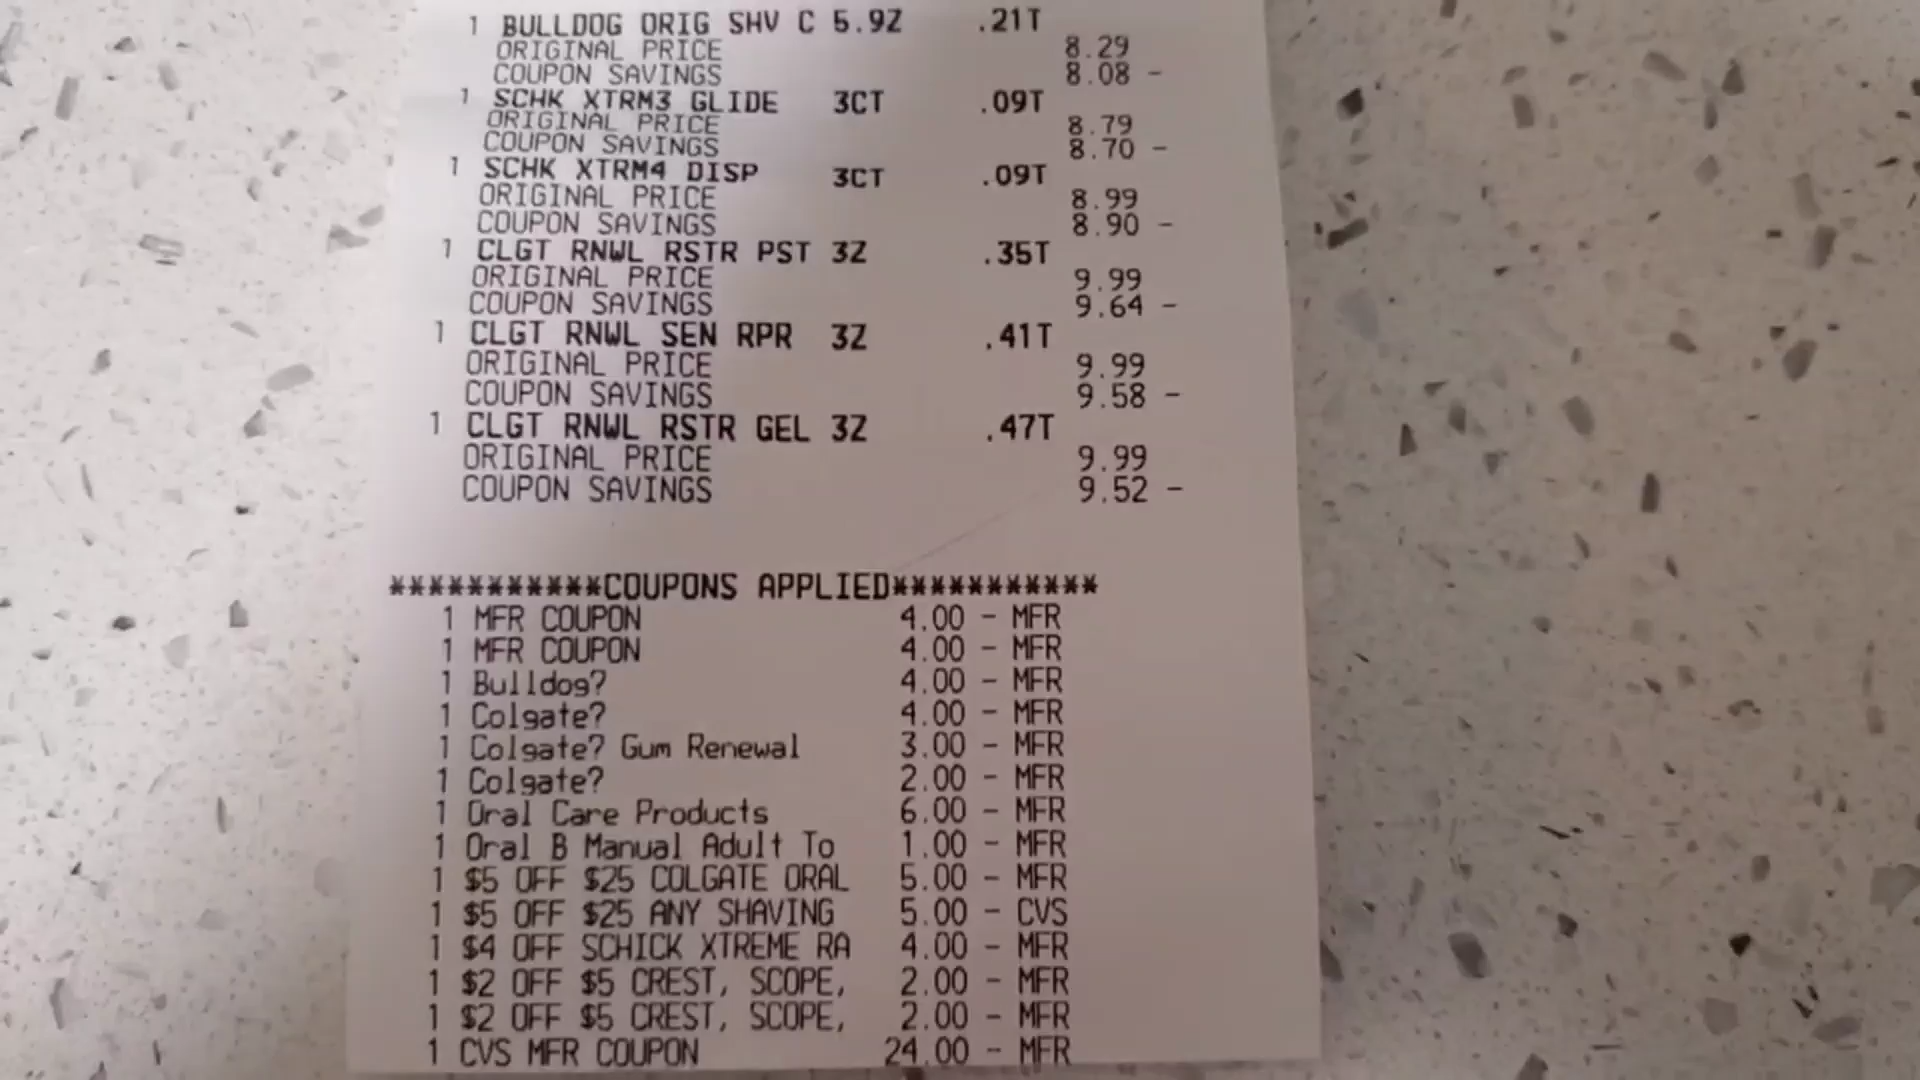 1 BULLDOG ORIG SHV C 5.9Z .21T
ORIGINAL PRICE 8.29
COUPON SAVINGS 8.08 -
1 SCHK XTRM3 GLIDE 3CT .09T
ORIGINAL PRICE 8.79
COUPON SAVINGS 8.70 -
1 SCHK XTRM4 DISP 3CT .09T
ORIGINAL PRICE 8.99
COUPON SAVINGS 8.90 -
1 CLGT RNWL RSTR PST 3Z .35T
ORIGINAL PRICE 9.99
COUPON SAVINGS 9.64 -
1 CLGT RNWL SEN RPR 3Z .41T
ORIGINAL PRICE 9.99
COUPON SAVINGS 9.58 -
1 CLGT RNWL RSTR GEL 3Z .47T
ORIGINAL PRICE 9.99
COUPON SAVINGS 9.52 -
***********COUPONS APPLIED***********
1 MFR COUPON 4.00 - MFR
1 MFR COUPON 4.00 - MFR
1 Bulldog? 4.00 - MFR
1 Colgate? 4.00 - MFR
1 Colgate? Gum Renewal 3.00 - MFR
1 Colgate? 2.00 - MFR
1 Oral Care Products 6.00 - MFR
1 Oral B Manual Adult To 1.00 - MFR
1 $5 OFF $25 COLGATE ORAL 5.00 - MFR
1 $5 OFF $25 ANY SHAVING 5.00 - CVS
1 $4 OFF SCHICK XTREME RA 4.00 - MFR
1 $2 OFF $5 CREST, SCOPE, 2.00 - MFR
1 $2 OFF $5 CREST, SCOPE, 2.00 - MFR
1 CVS MFR COUPON 24.00 - MFR